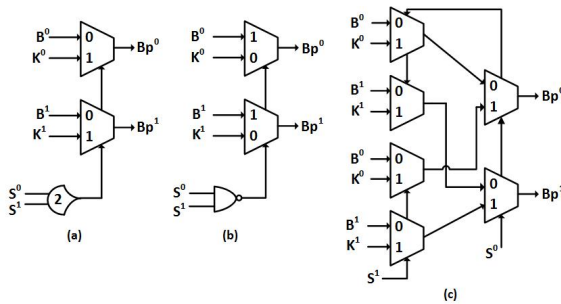 B⁰ 0 Bp⁰
K⁰ 1
B¹ 0 Bp¹
K¹ 1
S⁰ 2
S¹
(a)
B⁰ 1 Bp⁰
K⁰ 0
B¹ 1 Bp¹
K¹ 0
S⁰
S¹
(b)
B⁰ 0
K⁰ 1
B¹ 0
K¹ 1
B⁰ 0
K⁰ 1
B¹ 0
K¹ 1
S¹
0 Bp⁰
1
0 Bp¹
1
S⁰
(c)